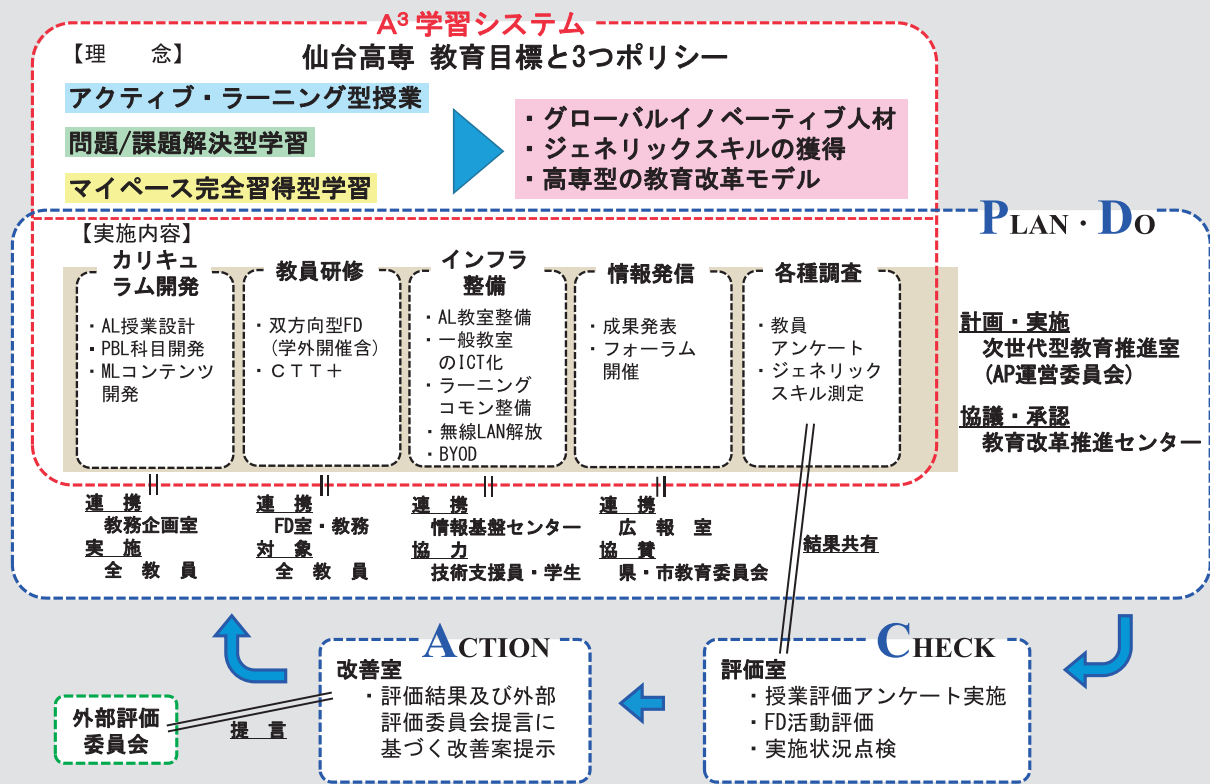 A³ 学習システム
【理　　念】
仙台高専 教育目標と3つポリシー
アクティブ・ラーニング型授業
問題/課題解決型学習
マイペース完全習得型学習
・グローバルイノベーティブ人材
・ジェネリックスキルの獲得
・高専型の教育改革モデル
PLAN・DO
【実施内容】
カリキュ
ラム開発
・AL授業設計
・PBL科目開発
・MLコンテンツ
開発
教員研修
・双方向型FD
(学外開催含)
・ＣＴＴ＋
インフラ
整備
・AL教室整備
・一般教室
のICT化
・ラーニング
コモン整備
・無線LAN解放
・BYOD
情報発信
・成果発表
・フォーラム
開催
各種調査
・教員
アンケート
・ジェネリック
スキル測定
計画・実施
次世代型教育推進室
(AP運営委員会)
協議・承認
教育改革推進センター
連　携
教務企画室
実　施
全　教　員
連　携
FD室・教務
対　象
全　教　員
連　携
情報基盤センター
協　力
技術支援員・学生
連　携
広　報　室
協　賛
県・市教育委員会
結果共有
ACTION
改善室
・評価結果及び外部
評価委員会提言に
基づく改善案提示
CHECK
評価室
・授業評価アンケート実施
・FD活動評価
・実施状況点検
外部評価
委員会
提　言